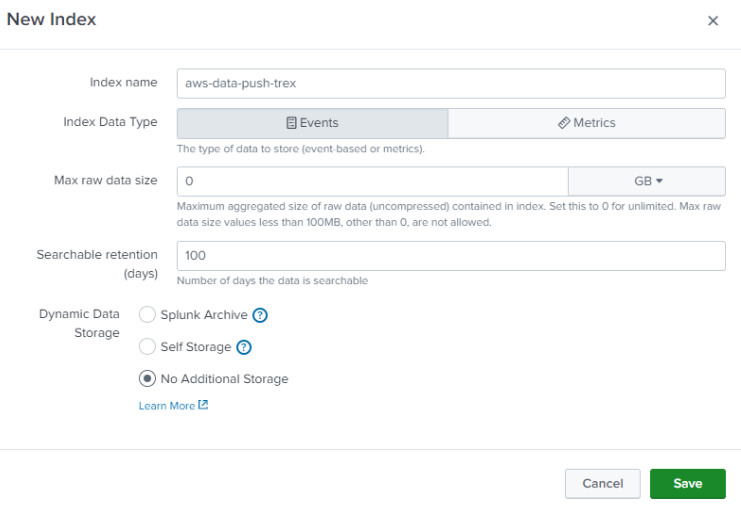 New Index
Index name
aws-data-push-trex
Index Data Type
Events
Metrics
The type of data to store (event-based or metrics).
Max raw data size
0
GB
Maximum aggregated size of raw data (uncompressed) contained in index. Set this to 0 for unlimited. Max raw
data size values less than 100MB, other than 0, are not allowed.
Searchable retention
(days)
100
Number of days the data is searchable
Dynamic Data
Storage
Splunk Archive ?
Self Storage ?
No Additional Storage
Learn More
Cancel
Save